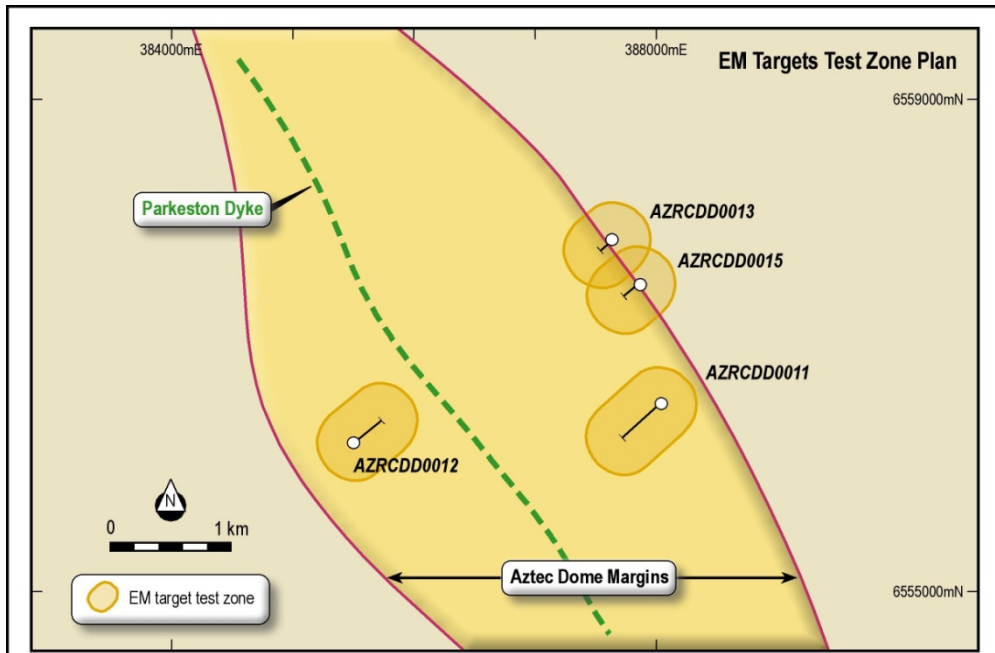 384000mE
388000mE
EM Targets Test Zone Plan
6559000mN
AZRCDD0013
Parkeston Dyke
AZRCDD0015
AZRCDD0011
AZRCDD0012
N
0 1 km
Aztec Dome Margins
EM target test zone
6555000mN